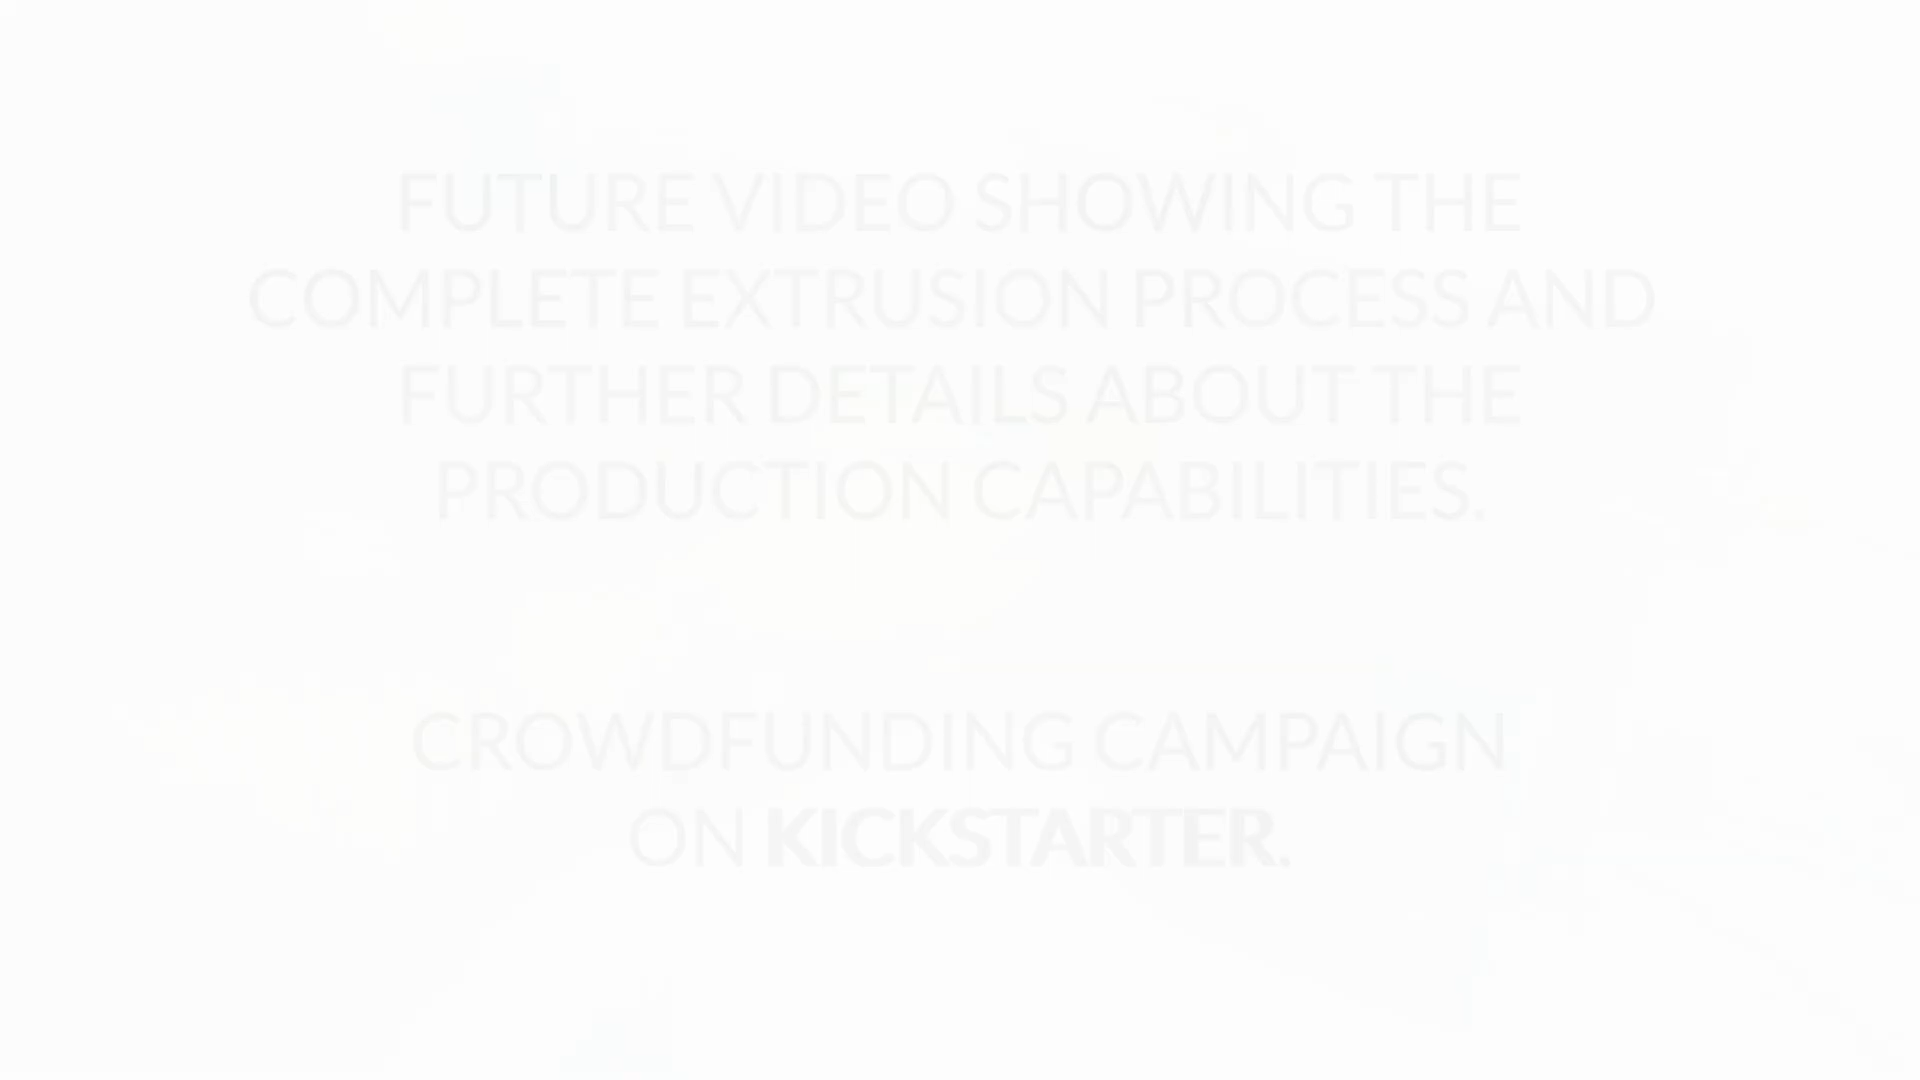 FUTURE VIDEO SHOWING THE
COMPLETE EXTRUSION PROCESS AND
FURTHER DETAILS ABOUT THE
PRODUCTION CAPABILITIES.
CROWDFUNDING CAMPAIGN
ON KICKSTARTER.